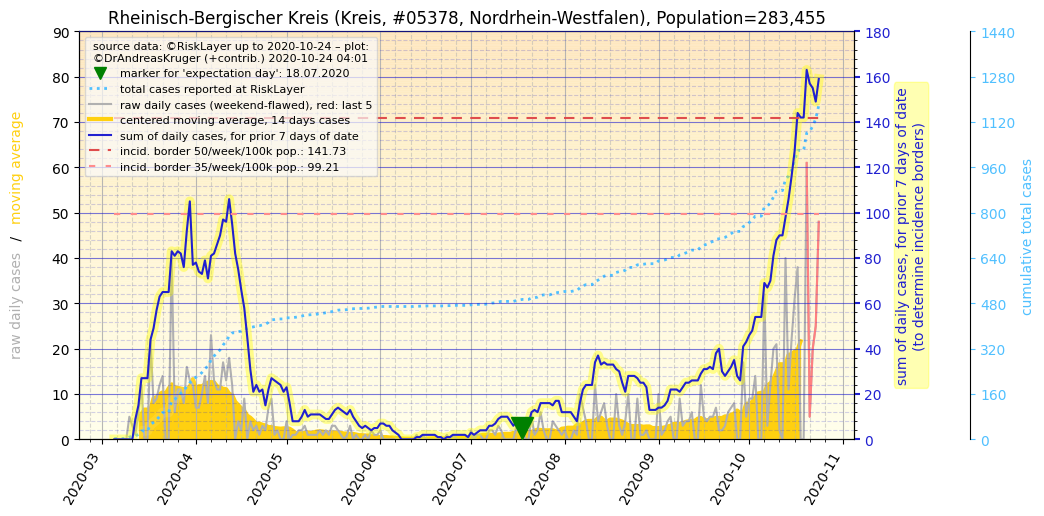 Rheinisch-Bergischer Kreis (Kreis, #05378, Nordrhein-Westfalen), Population=283,455
source data: ©RiskLayer up to 2020-10-24 – plot:
©DrAndreasKruger (+contrib.) 2020-10-24 04:01
marker for 'expectation day': 18.07.2020
total cases reported at RiskLayer
raw daily cases (weekend-flawed), red: last 5
centered moving average, 14 days cases
sum of daily cases, for prior 7 days of date
incid. border 50/week/100k pop.: 141.73
incid. border 35/week/100k pop.: 99.21
raw daily cases / moving average
90
80
70
60
50
40
30
20
10
0
2020-03
2020-04
2020-05
2020-06
2020-07
2020-08
2020-09
2020-10
2020-11
180
160
140
120
100
80
60
40
20
0
sum of daily cases, for prior 7 days of date
(to determine incidence borders)
1440
1280
1120
960
800
640
480
320
160
0
cumulative total cases